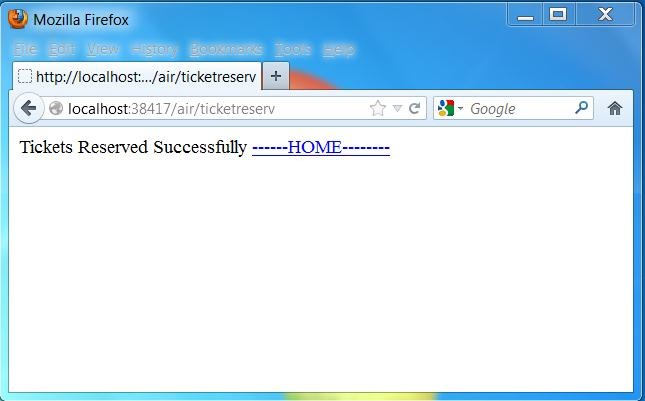 Mozilla Firefox
File Edit View History Bookmarks Tools Help
http://localhost:.../air/ticketreserv
localhost:38417/air/ticketreserv Google
Tickets Reserved Successfully ------HOME--------